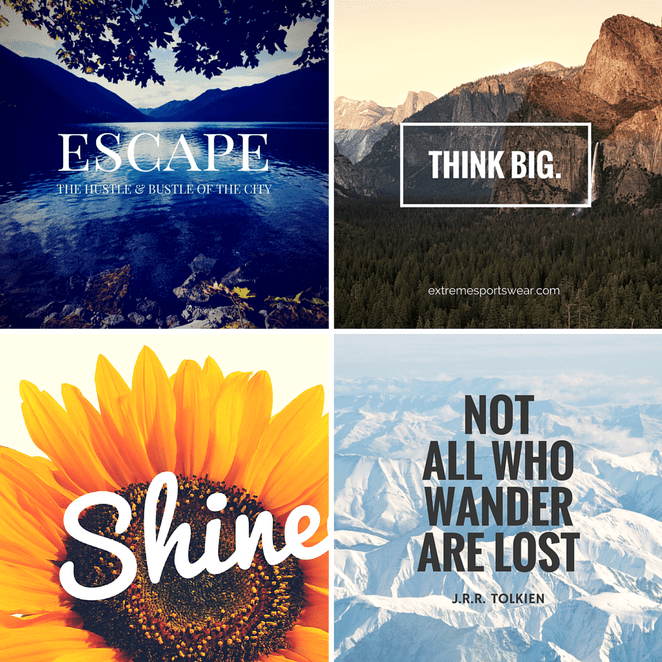 ESCAPE
THE HUSTLE & BUSTLE OF THE CITY
THINK BIG.
extremesportswear.com
Shine
NOT
ALL WHO
WANDER
ARE LOST
J.R.R. TOLKIEN